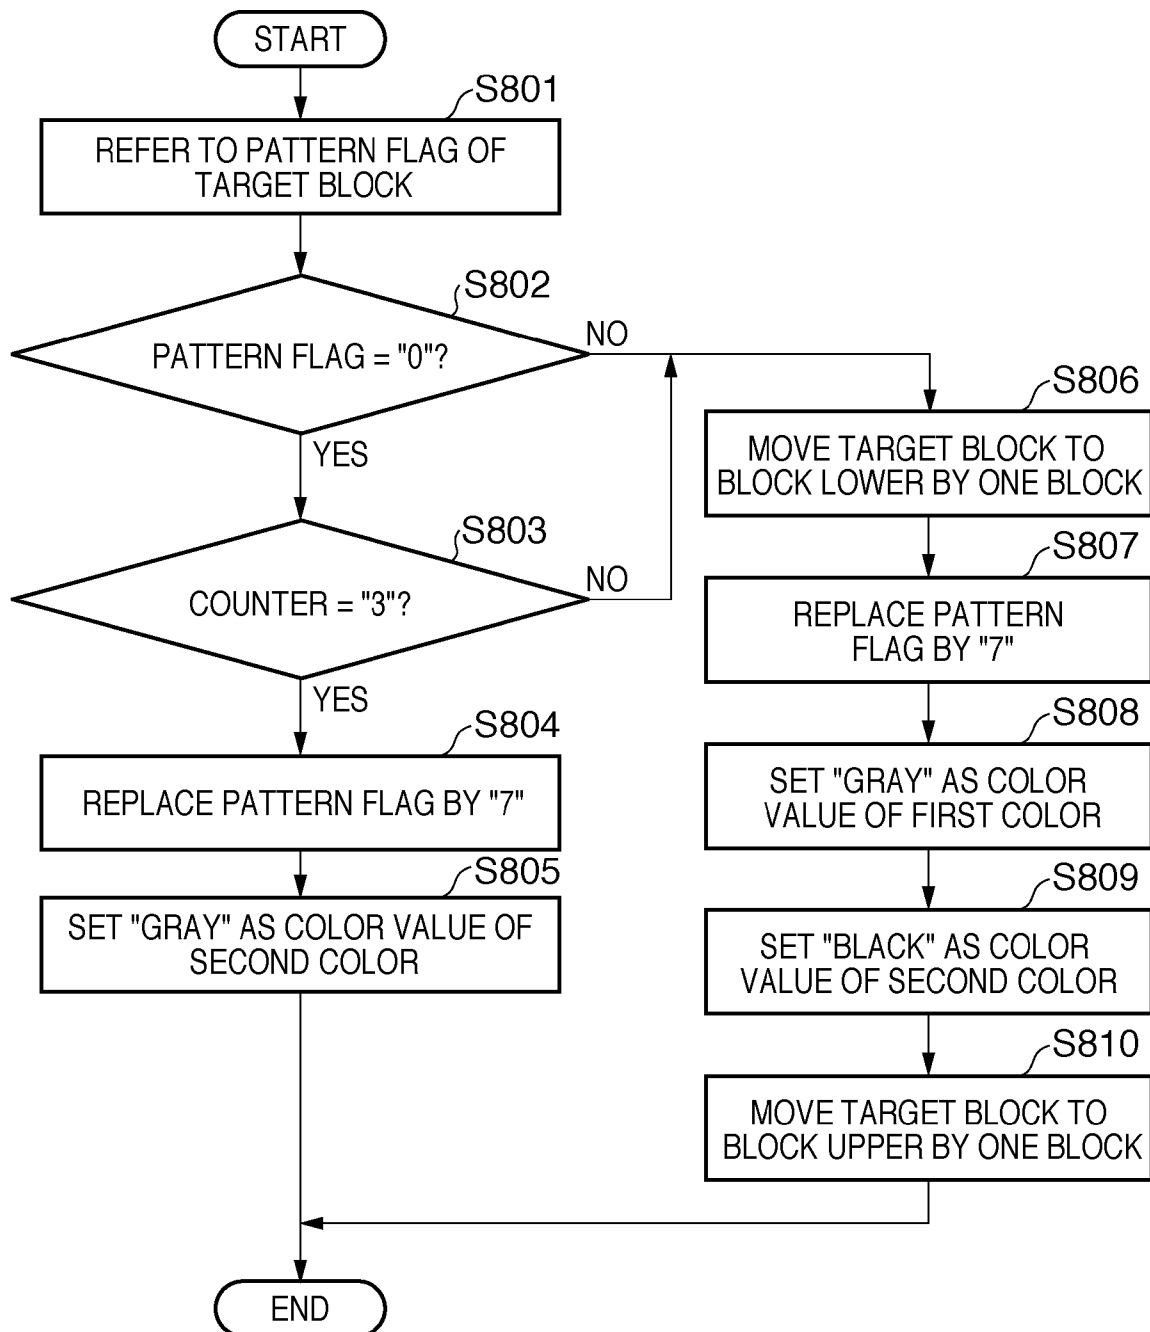 START
S801
REFER TO PATTERN FLAG OF
TARGET BLOCK
S802
PATTERN FLAG = "0"?
NO
YES
S803
COUNTER = "3"?
NO
YES
S804
REPLACE PATTERN FLAG BY "7"
S805
SET "GRAY" AS COLOR VALUE OF
SECOND COLOR
S806
MOVE TARGET BLOCK TO
BLOCK LOWER BY ONE BLOCK
S807
REPLACE PATTERN
FLAG BY "7"
S808
SET "GRAY" AS COLOR
VALUE OF FIRST COLOR
S809
SET "BLACK" AS COLOR
VALUE OF SECOND COLOR
S810
MOVE TARGET BLOCK TO
BLOCK UPPER BY ONE BLOCK
END